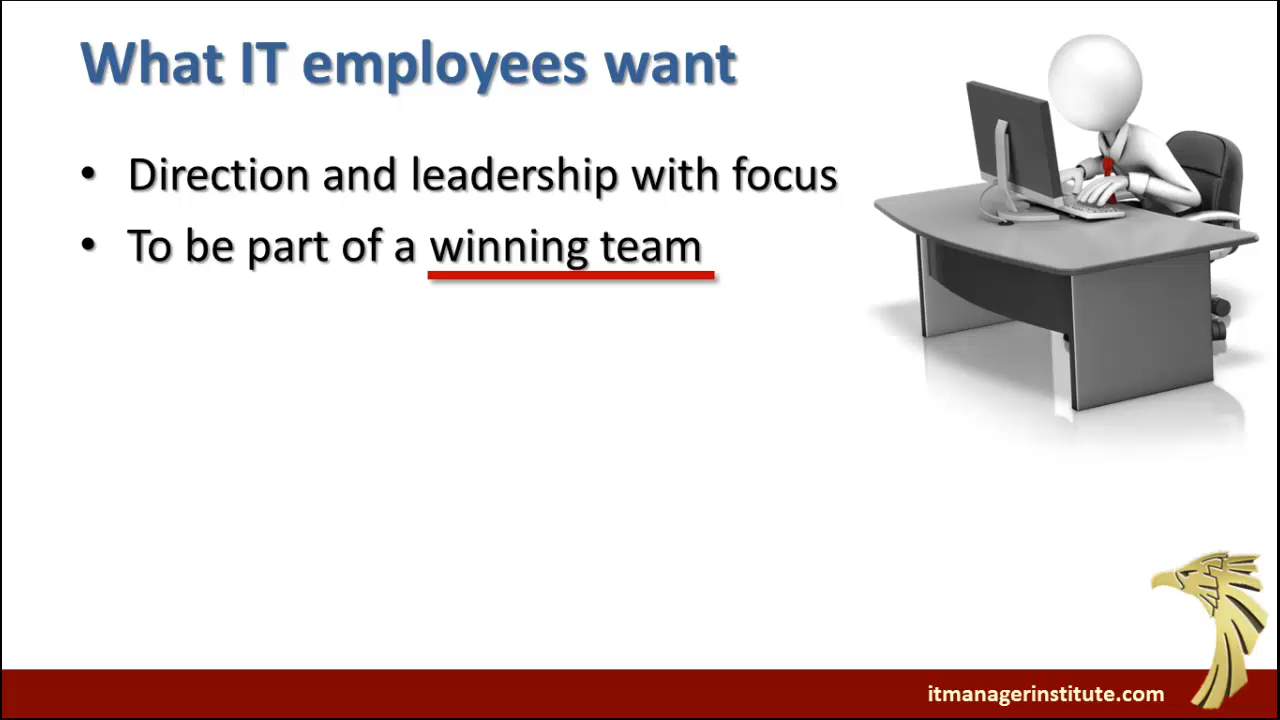 What IT employees want
• Direction and leadership with focus
• To be part of a winning team
itmanagerinstitute.com